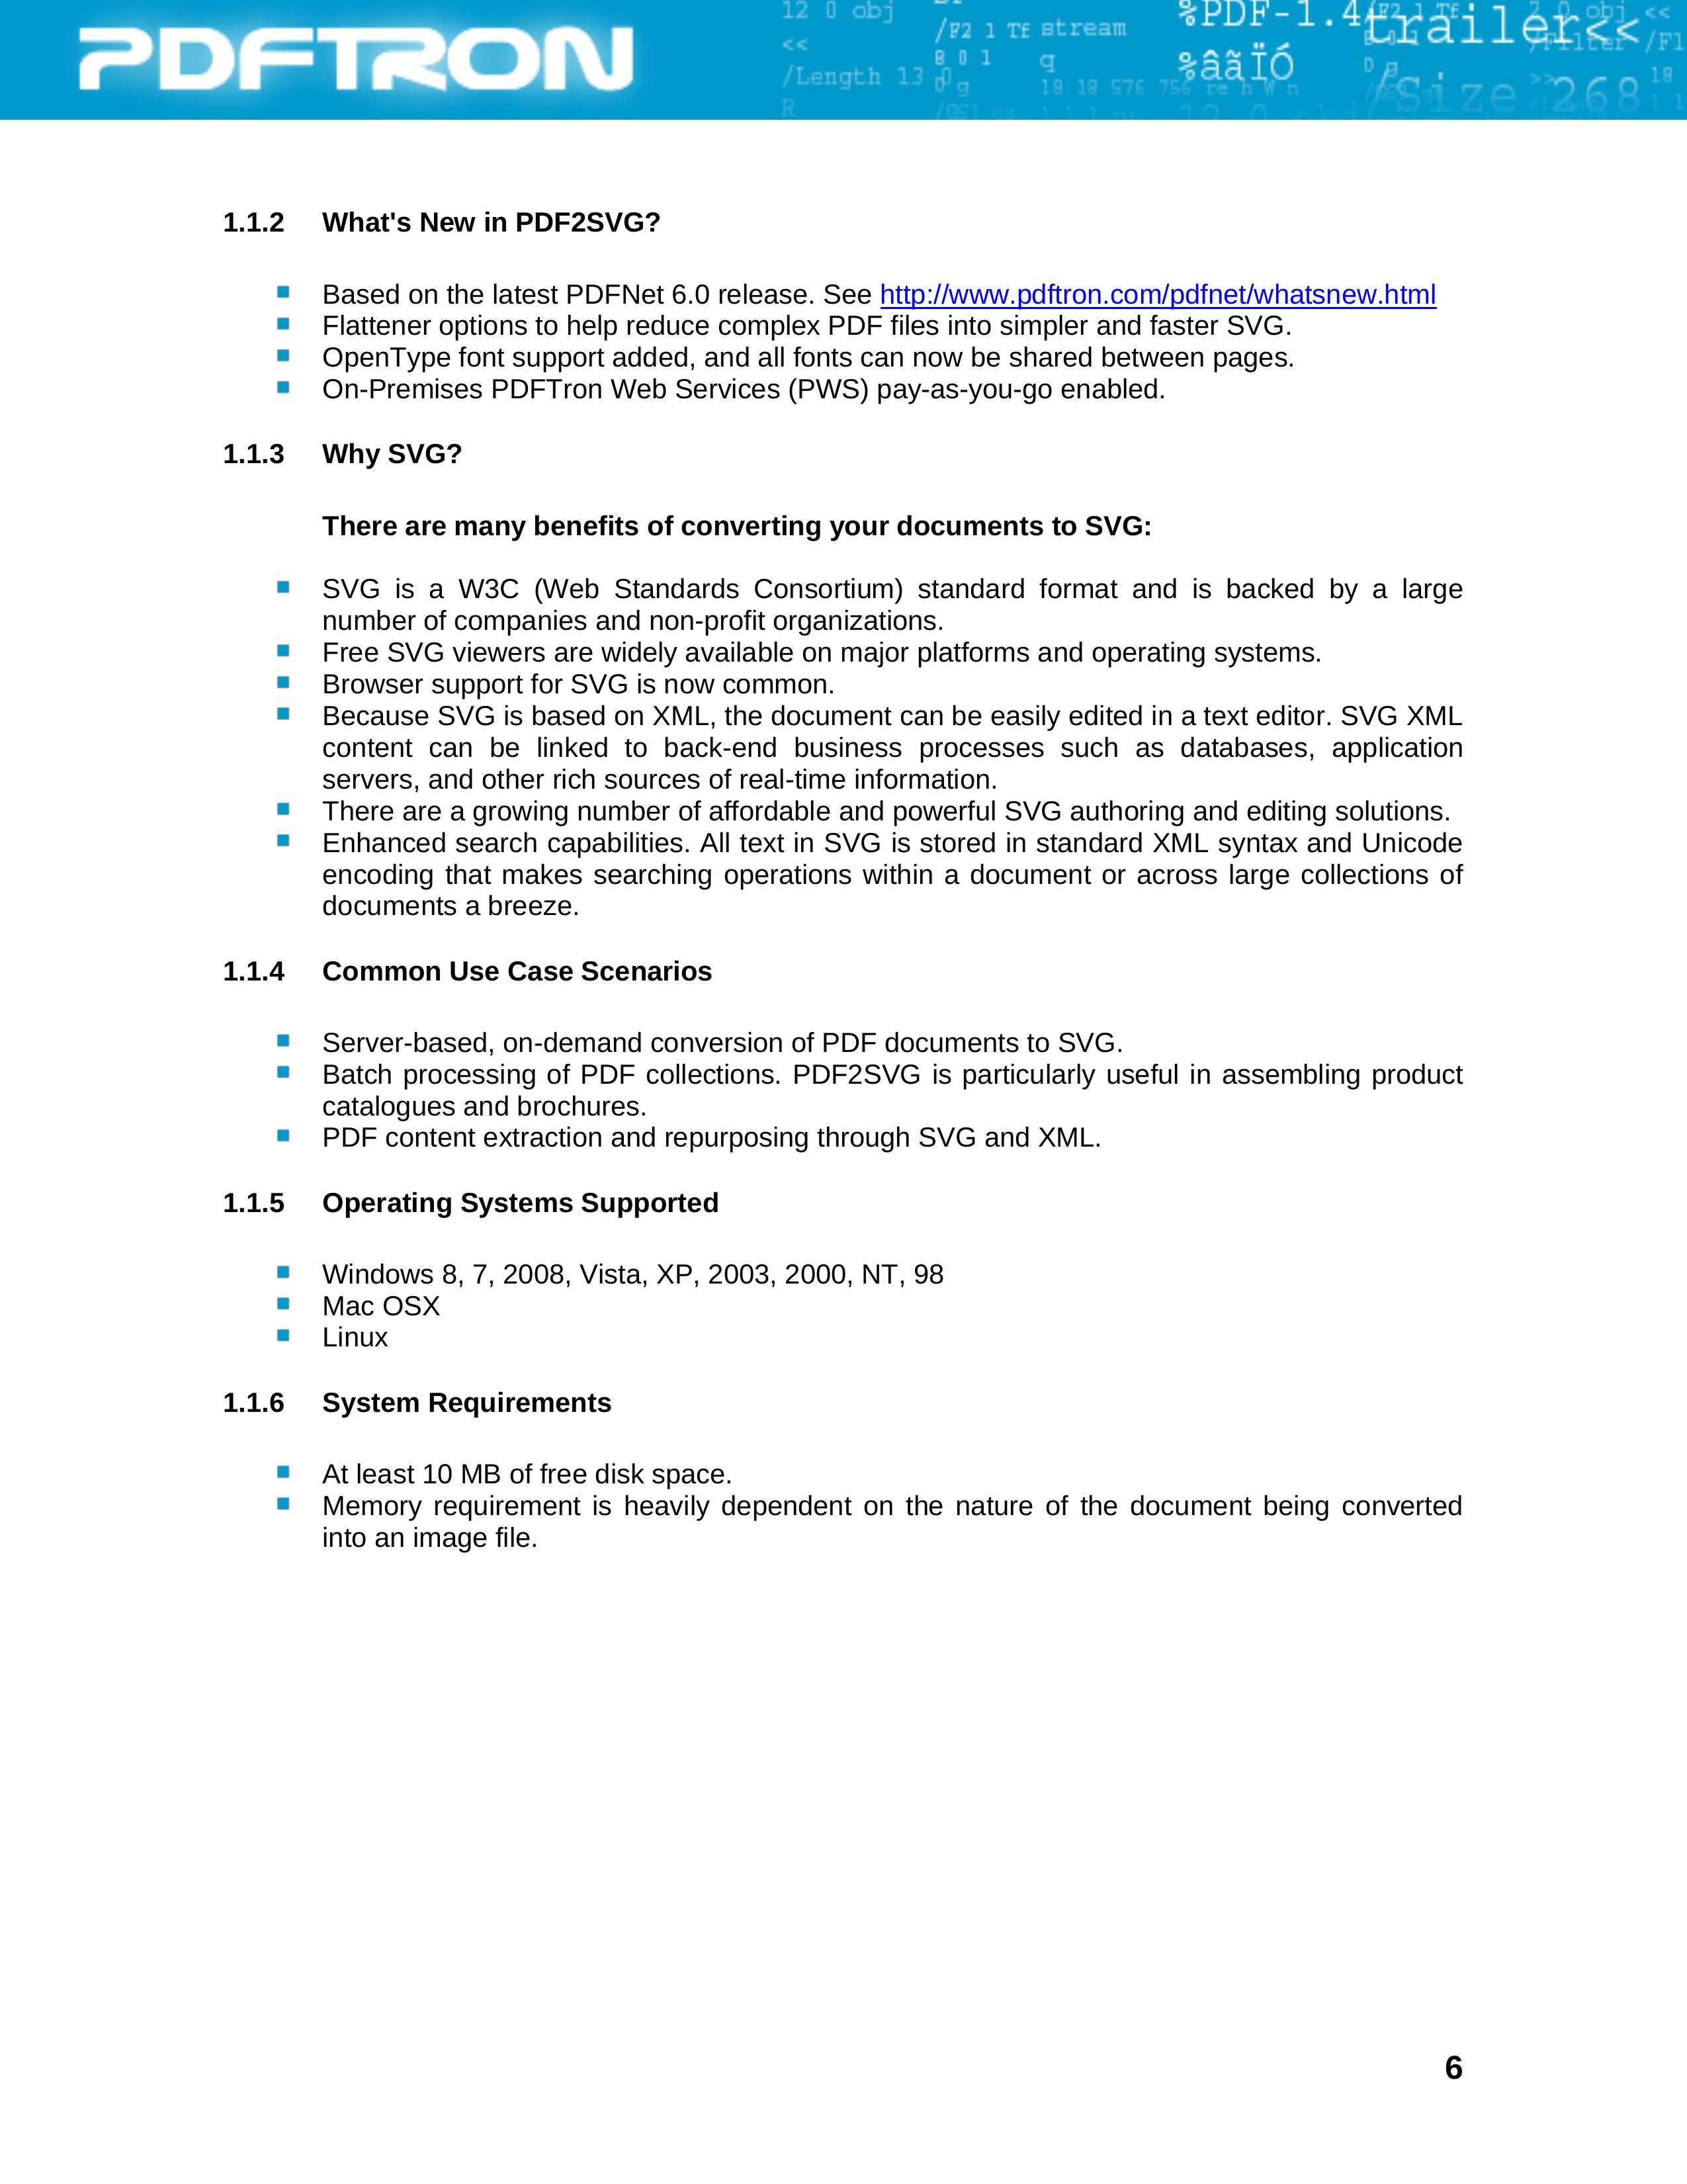 PDFTRON
12 0 obj
<<
/Length 13 0
R
/F2 1 Tf
stream
q
18 18 576 756 re h W n
%PDF-1.4
%âãÏÓ
trailer<<
/Size 268
1.1.2 What's New in PDF2SVG?
Based on the latest PDFNet 6.0 release. See http://www.pdftron.com/pdfnet/whatsnew.html
Flattener options to help reduce complex PDF files into simpler and faster SVG.
OpenType font support added, and all fonts can now be shared between pages.
On-Premises PDFTron Web Services (PWS) pay-as-you-go enabled.
1.1.3 Why SVG?
There are many benefits of converting your documents to SVG:
SVG is a W3C (Web Standards Consortium) standard format and is backed by a large
number of companies and non-profit organizations.
Free SVG viewers are widely available on major platforms and operating systems.
Browser support for SVG is now common.
Because SVG is based on XML, the document can be easily edited in a text editor. SVG XML
content can be linked to back-end business processes such as databases, application
servers, and other rich sources of real-time information.
There are a growing number of affordable and powerful SVG authoring and editing solutions.
Enhanced search capabilities. All text in SVG is stored in standard XML syntax and Unicode
encoding that makes searching operations within a document or across large collections of
documents a breeze.
1.1.4 Common Use Case Scenarios
Server-based, on-demand conversion of PDF documents to SVG.
Batch processing of PDF collections. PDF2SVG is particularly useful in assembling product
catalogues and brochures.
PDF content extraction and repurposing through SVG and XML.
1.1.5 Operating Systems Supported
Windows 8, 7, 2008, Vista, XP, 2003, 2000, NT, 98
Mac OSX
Linux
1.1.6 System Requirements
At least 10 MB of free disk space.
Memory requirement is heavily dependent on the nature of the document being converted
into an image file.
6